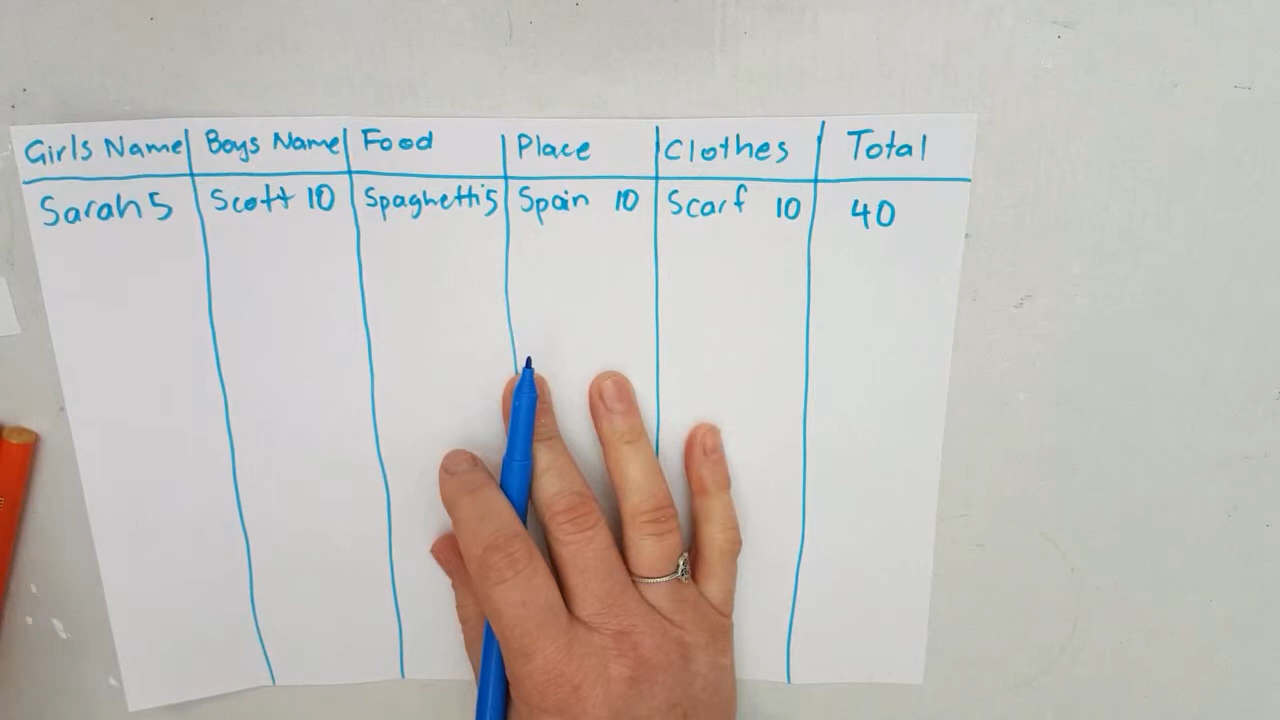 Girls Name Boys Name Food Place Clothes Total
Sarah 5 Scott 10 Spaghetti 5 Spain 10 Scarf 10 40